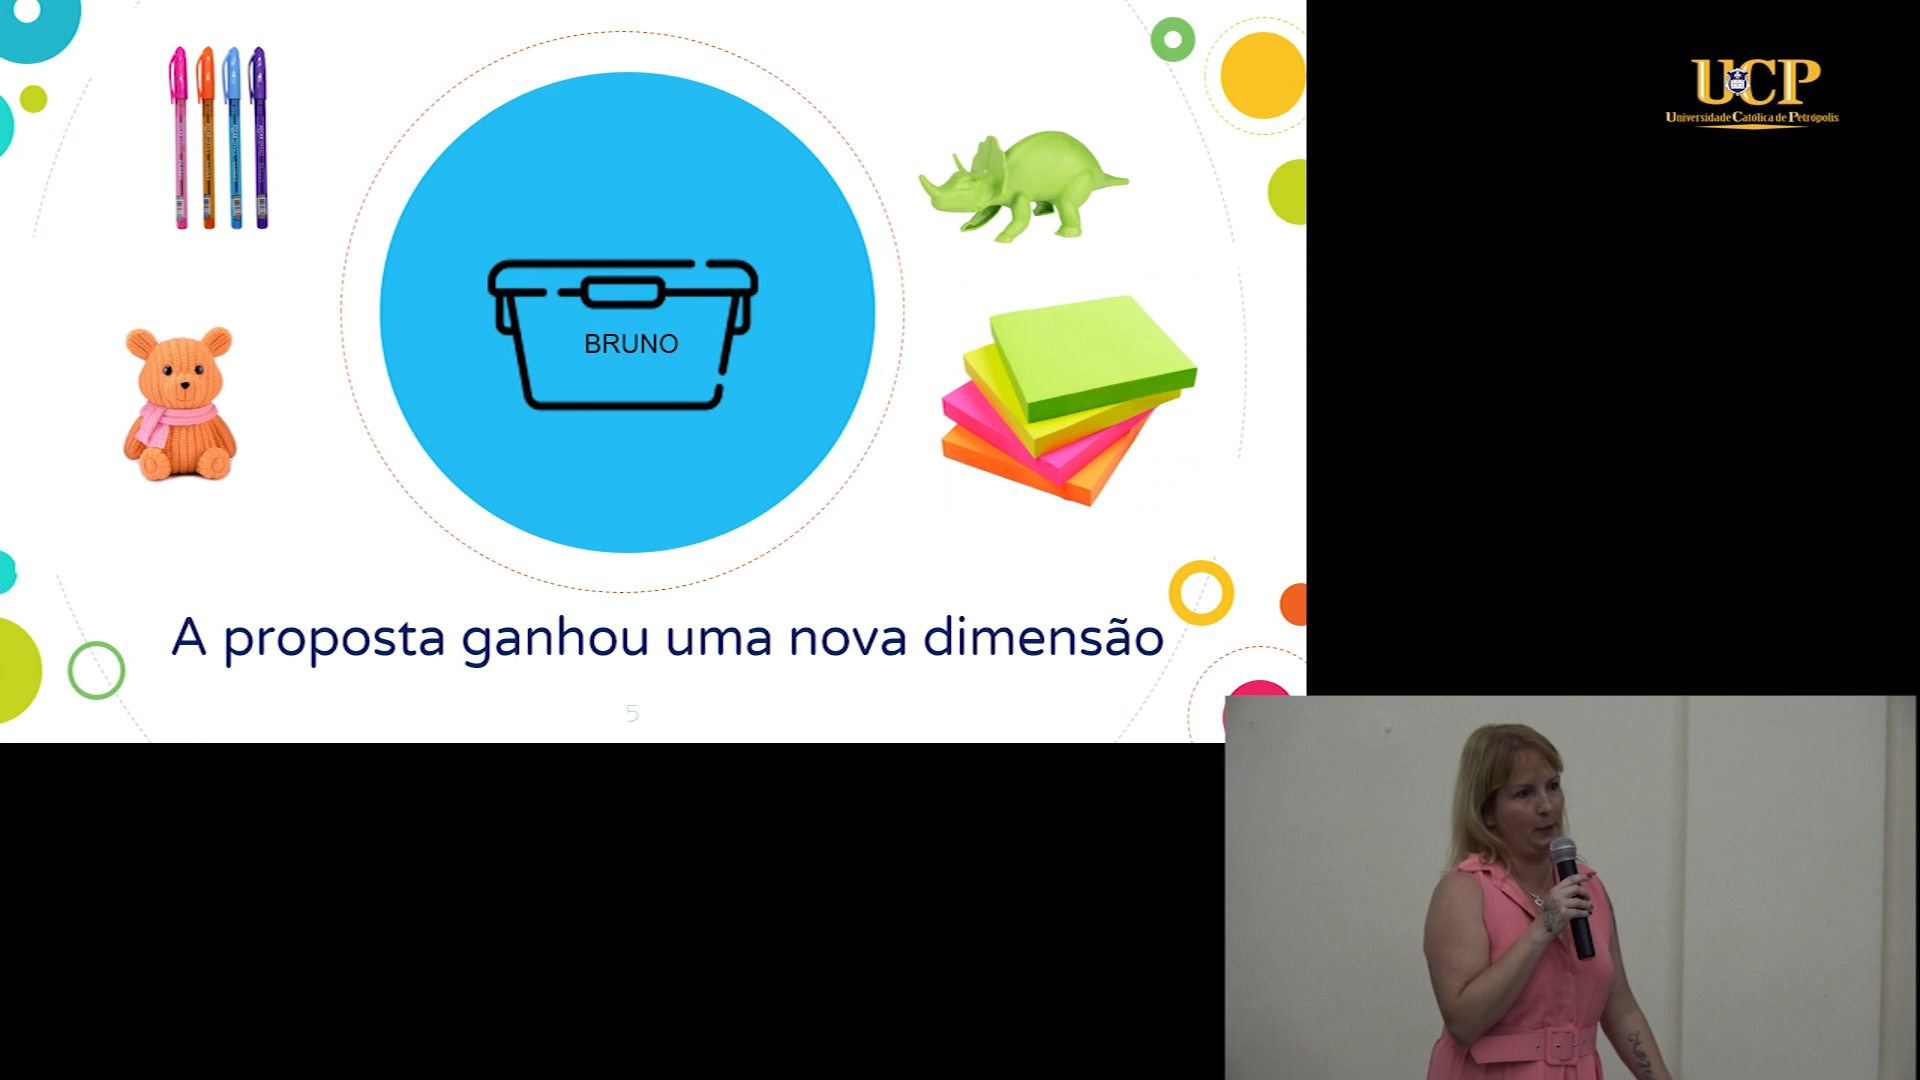 BRUNO
A proposta ganhou uma nova dimensão
5
UCP
Universidade Católica de Petrópolis